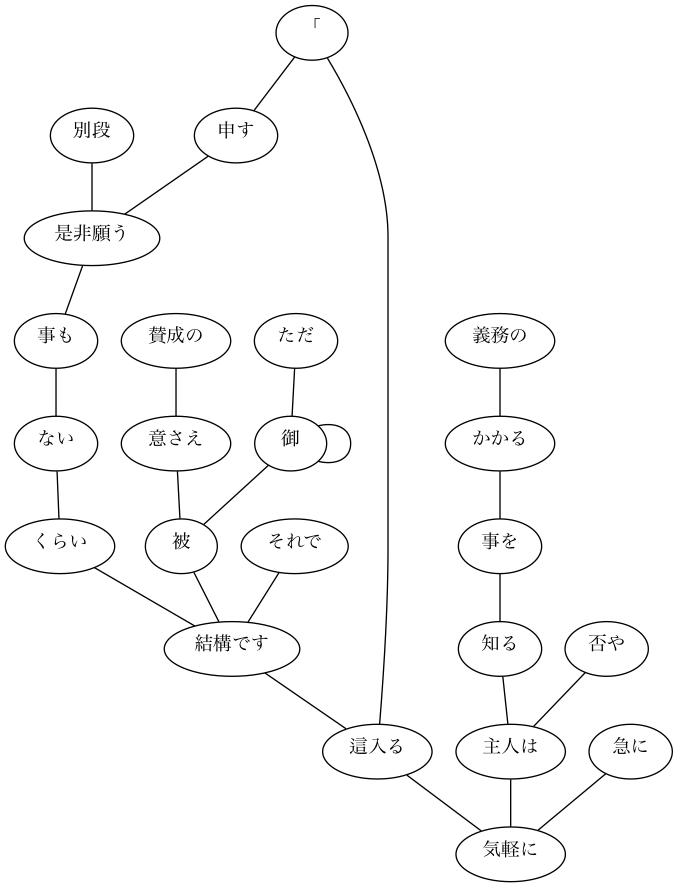 「
別段
申す
是非願う
事も
賛成の
ただ
義務の
ない
意さえ
御
かかる
くらい
被
それで
事を
結構です
知る
否や
這入る
主人は
急に
気軽に